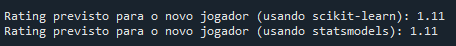 Rating previsto para o novo jogador (usando scikit-learn): 1.11
Rating previsto para o novo jogador (usando statsmodels): 1.11